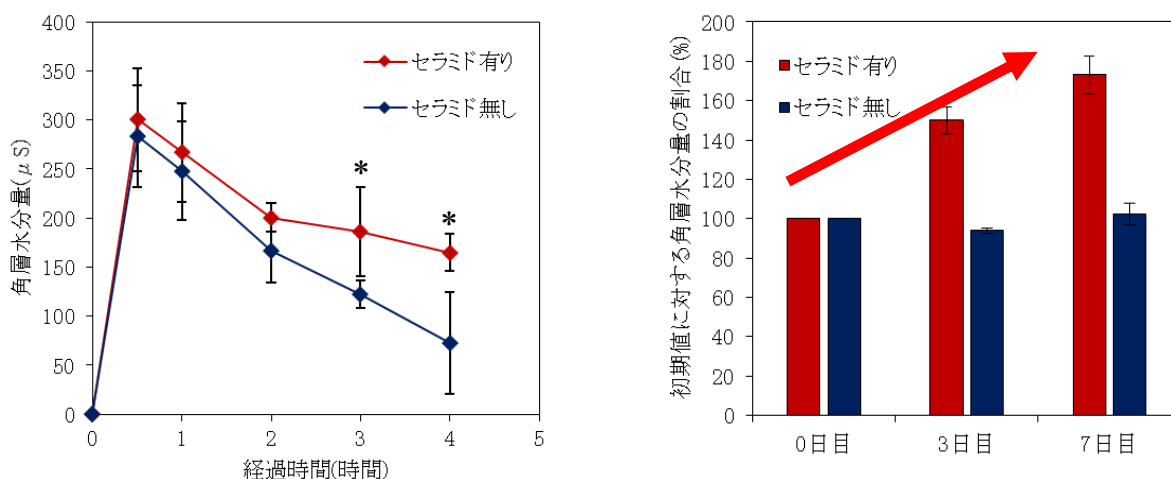 400
350
300
250
200
150
100
50
0
角層水分量(μS)
セラミド有り
セラミド無し
*
*
0 1 2 3 4 5
経過時間(時間)
200
180
160
140
120
100
80
60
40
20
0
初期値に対する角層水分量の割合(%)
セラミド有り
セラミド無し
0日目 3日目 7日目